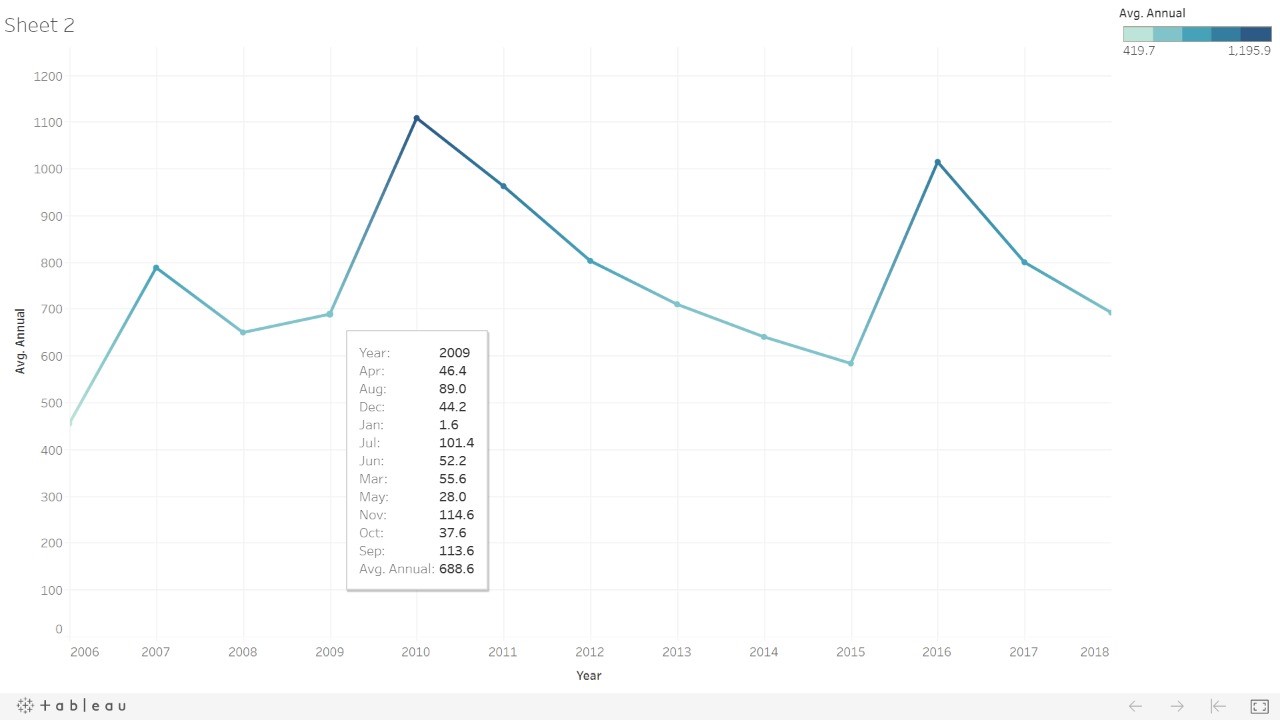 Sheet 2
Avg. Annual
419.7 1,195.9
1200
1100
1000
900
800
700
600
500
400
300
200
100
0
Avg. Annual
Year: 2009
Apr: 46.4
Aug: 89.0
Dec: 44.2
Jan: 1.6
Jul: 101.4
Jun: 52.2
Mar: 55.6
May: 28.0
Nov: 114.6
Oct: 37.6
Sep: 113.6
Avg. Annual: 688.6
2006 2007 2008 2009 2010 2011 2012 2013 2014 2015 2016 2017 2018
Year
+ableau